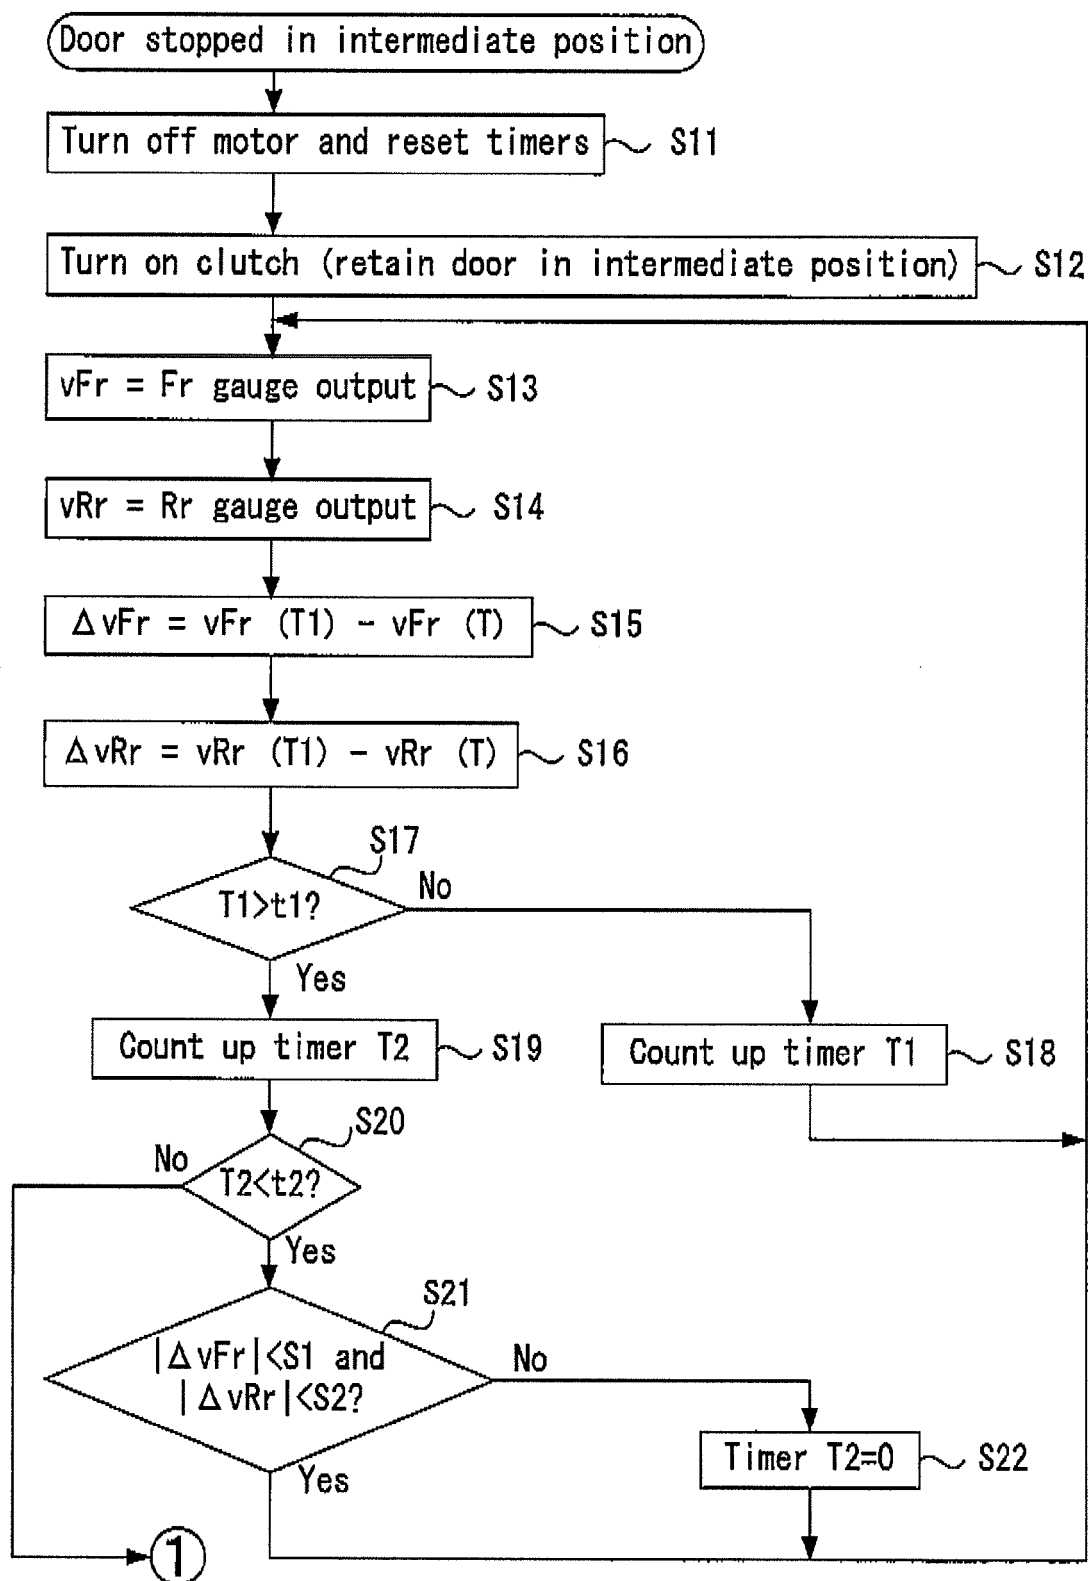 Door stopped in intermediate position
Turn off motor and reset timers
S11
Turn on clutch (retain door in intermediate position)
S12
vFr = Fr gauge output
S13
vRr = Rr gauge output
S14
ΔvFr = vFr (T1) - vFr (T)
S15
ΔvRr = vRr (T1) - vRr (T)
S16
S17
T1>t1?
No
Yes
Count up timer T2
S19
Count up timer T1
S18
S20
No
T2<t2?
Yes
S21
|ΔvFr|<S1 and
|ΔvRr|<S2?
No
Yes
Timer T2=0
S22
1